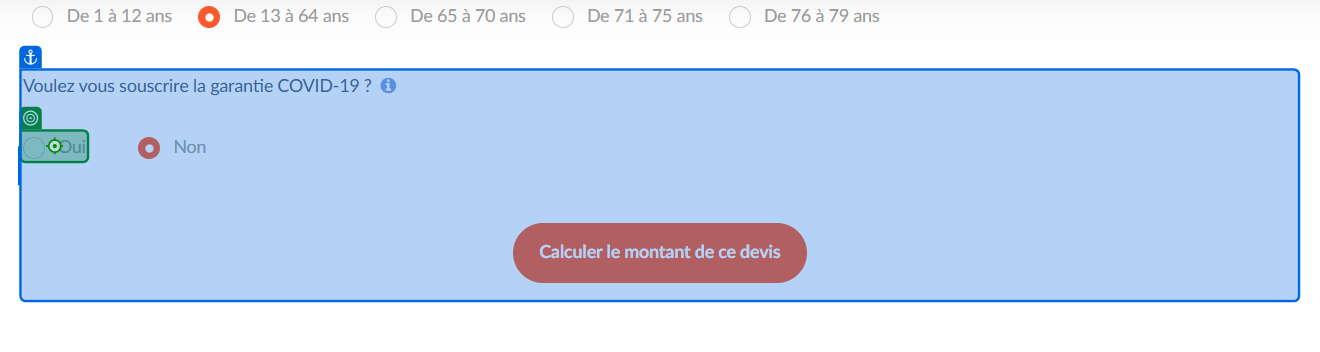 De 1 à 12 ans De 13 à 64 ans De 65 à 70 ans De 71 à 75 ans De 76 à 79 ans
Voulez vous souscrire la garantie COVID-19 ?
Oui Non
Calculer le montant de ce devis